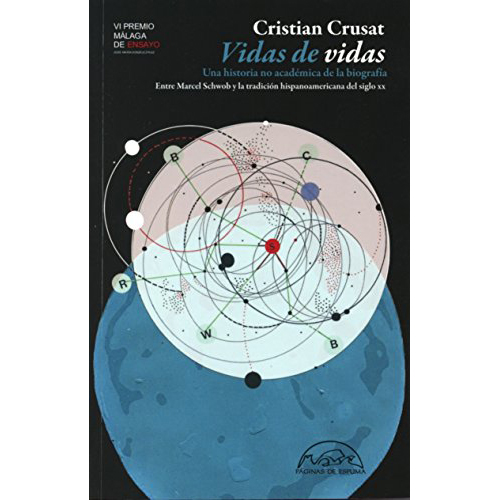 VI PREMIO
MÁLAGA
DE ENSAYO
Cristian Crusat
Vidas de vidas
Una historia no académica de la biografía
Entre Marcel Schwob y la tradición hispanoamericana del siglo XX
B
C
S
S
R
W
B
PÁGINAS DE ESPUMA